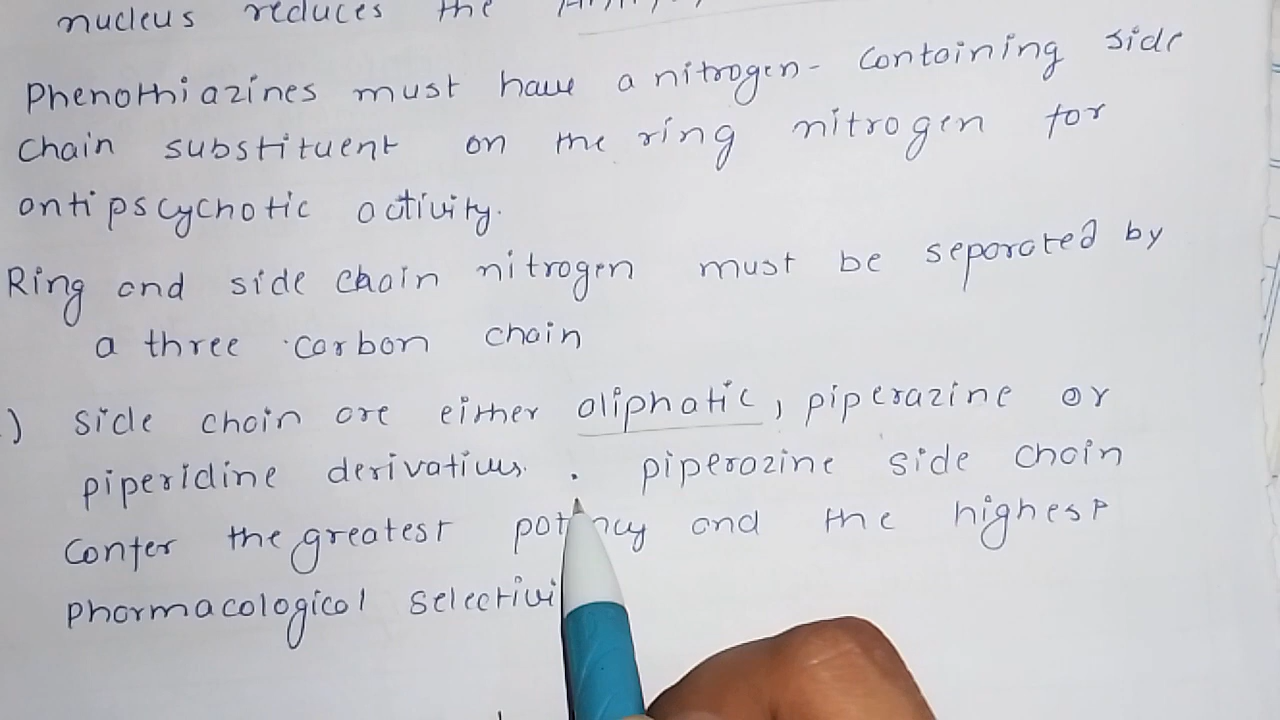 nucleus reduces the
Phenothiazines must have a nitrogen- containing side
chain substituent on the ring nitrogen for
antipscychotic activity.
Ring and side chain nitrogen must be separated by
a three carbon chain
) side chain are either aliphatic, piperazine or
piperidine derivatives. . piperazine side chain
confer the greatest potency and the highest
pharmacological selectivi